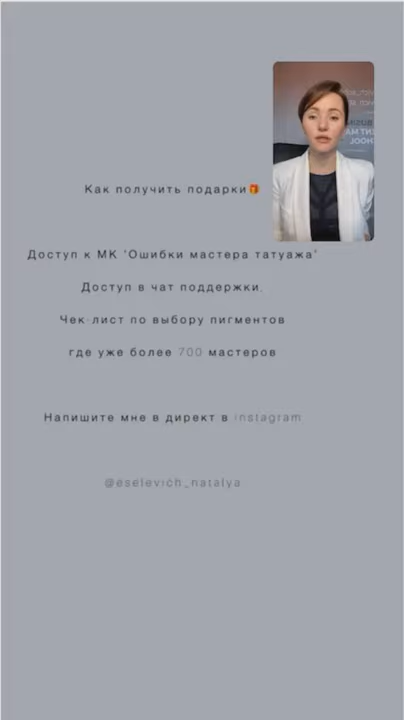 Как получить подарки🎁
Доступ к МК "Ошибки мастера татуажа"
Доступ в чат поддержки.
Чек-лист по выбору пигментов
где уже более 700 мастеров
Напишите мне в директ в instagram
@eselevich_natalya